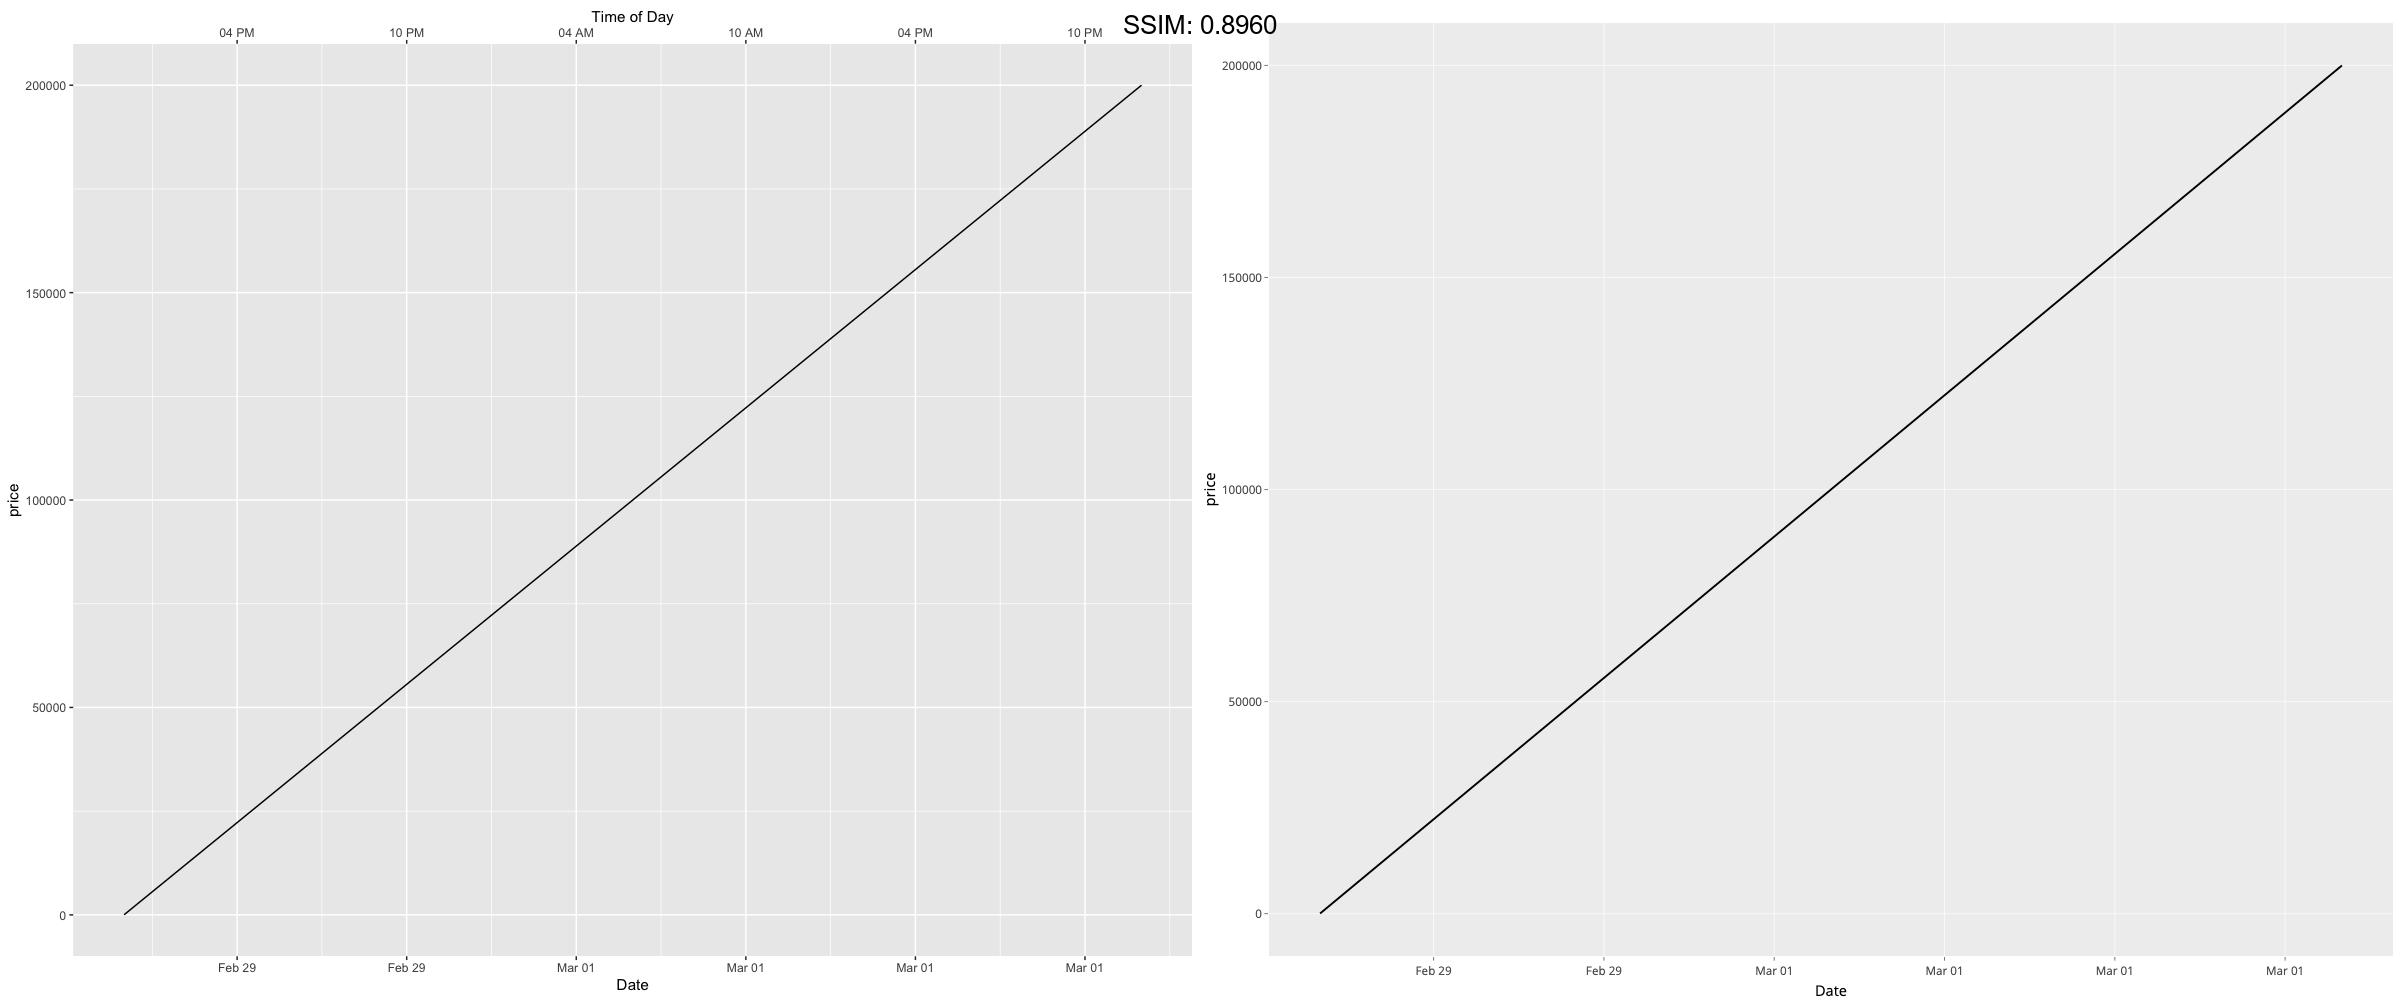 Time of Day
04 PM 10 PM 04 AM 10 AM 04 PM 10 PM
SSIM: 0.8960
200000
150000
100000
50000
0
price
Feb 29 Feb 29 Mar 01 Mar 01 Mar 01 Mar 01
Date
200000
150000
100000
50000
0
price
Feb 29 Feb 29 Mar 01 Mar 01 Mar 01 Mar 01
Date